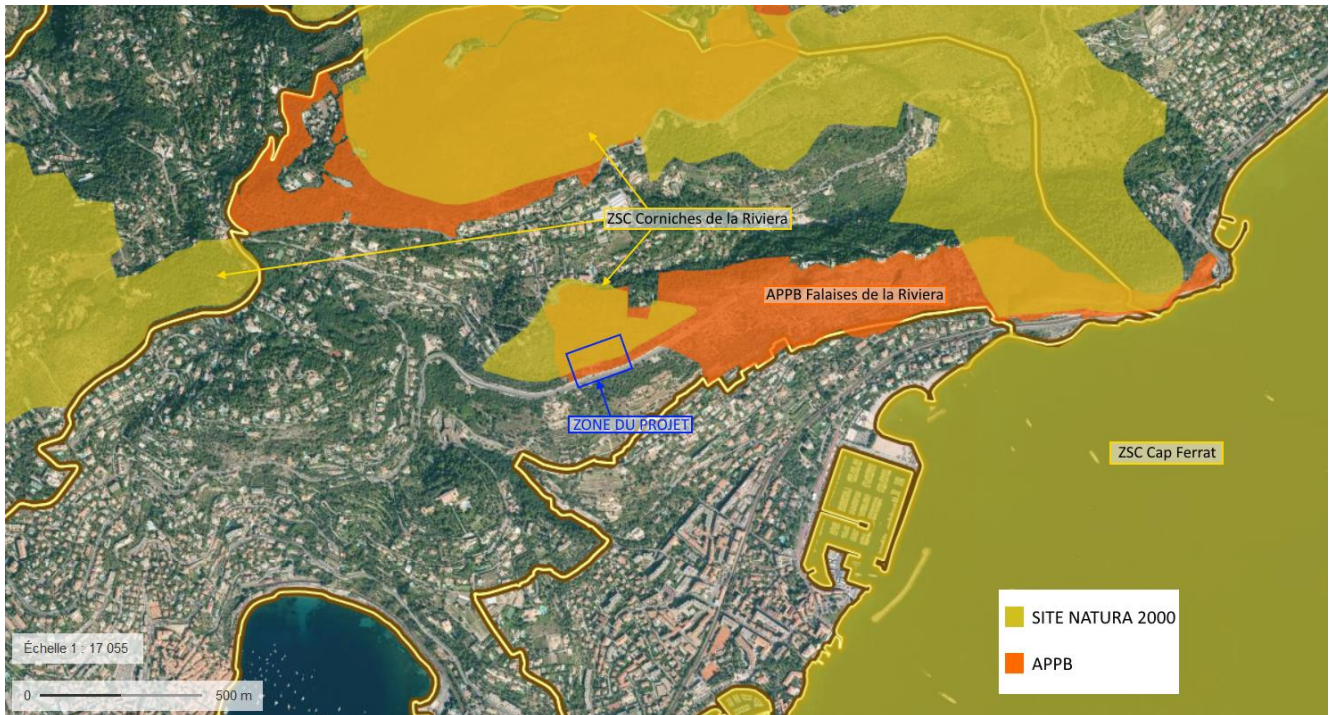 ZSC Corniches de la Riviera
APPB Falaises de la Riviera
ZONE DU PROJET
ZSC Cap Ferrat
SITE NATURA 2000
APPB
Échelle 1 : 17 055
0 500 m